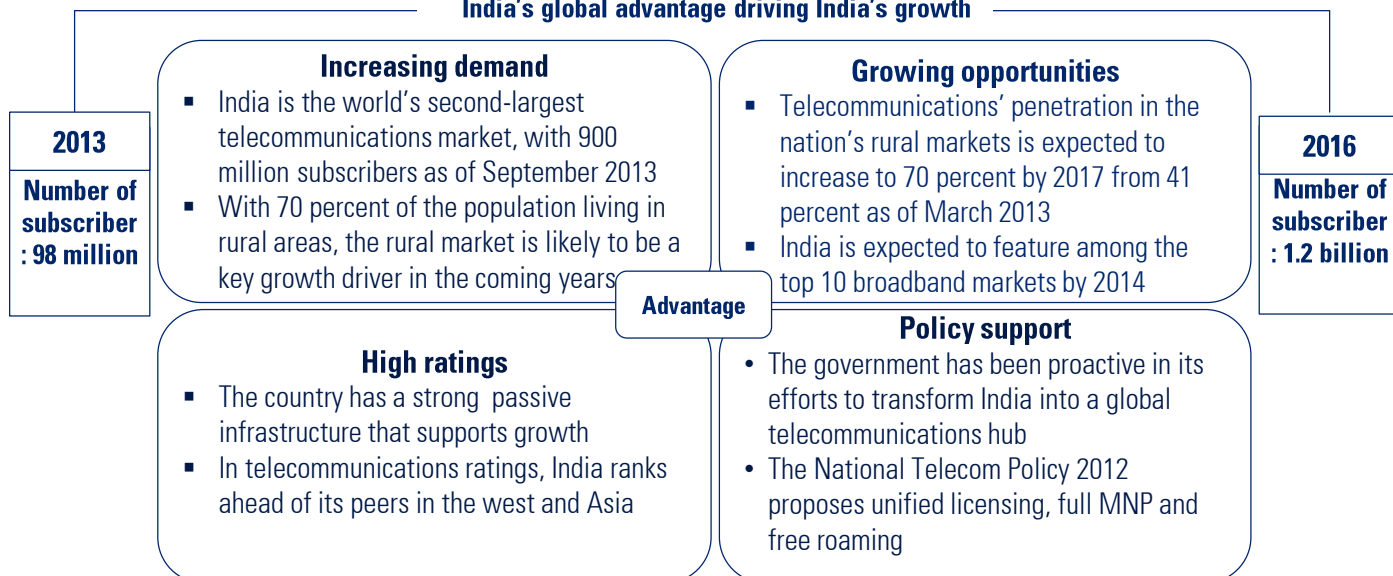 India's global advantage driving India's growth
2013
Number of
subscriber
: 98 million
Increasing demand
▪ India is the world's second-largest
telecommunications market, with 900
million subscribers as of September 2013
▪ With 70 percent of the population living in
rural areas, the rural market is likely to be a
key growth driver in the coming years
Growing opportunities
▪ Telecommunications' penetration in the
nation's rural markets is expected to
increase to 70 percent by 2017 from 41
percent as of March 2013
▪ India is expected to feature among the
top 10 broadband markets by 2014
2016
Number of
subscriber
: 1.2 billion
Advantage
High ratings
▪ The country has a strong passive
infrastructure that supports growth
▪ In telecommunications ratings, India ranks
ahead of its peers in the west and Asia
Policy support
• The government has been proactive in its
efforts to transform India into a global
telecommunications hub
• The National Telecom Policy 2012
proposes unified licensing, full MNP and
free roaming